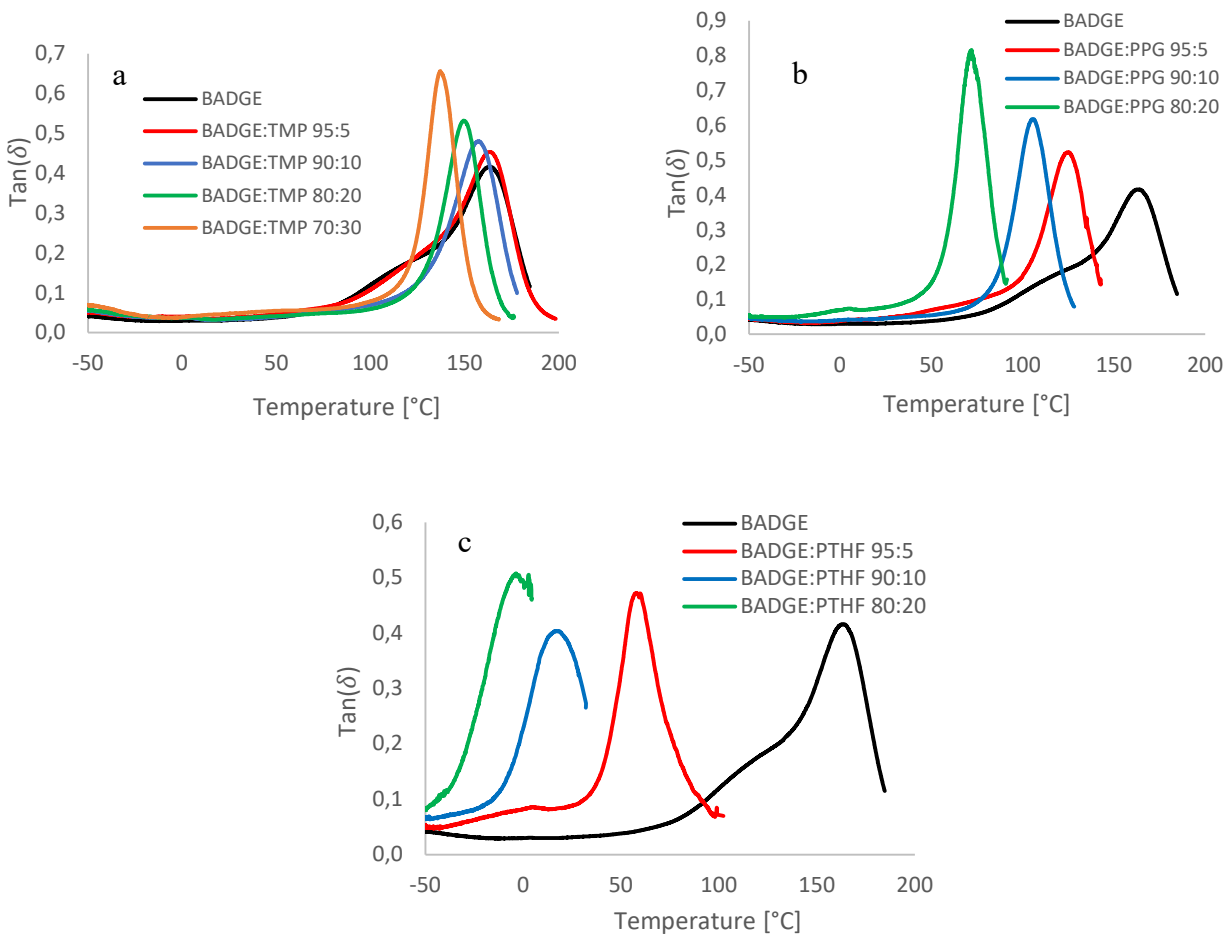 a
0,7
0,6
0,5
0,4
0,3
0,2
0,1
0,0
Tan(δ)
BADGE
BADGE:TMP 95:5
BADGE:TMP 90:10
BADGE:TMP 80:20
BADGE:TMP 70:30
-50 0 50 100 150 200
Temperature [°C]
b
0,9
0,8
0,7
0,6
0,5
0,4
0,3
0,2
0,1
0,0
Tan(δ)
BADGE
BADGE:PPG 95:5
BADGE:PPG 90:10
BADGE:PPG 80:20
-50 0 50 100 150 200
Temperature [°C]
c
0,6
0,5
0,4
0,3
0,2
0,1
0,0
Tan(δ)
BADGE
BADGE:PTHF 95:5
BADGE:PTHF 90:10
BADGE:PTHF 80:20
-50 0 50 100 150 200
Temperature [°C]